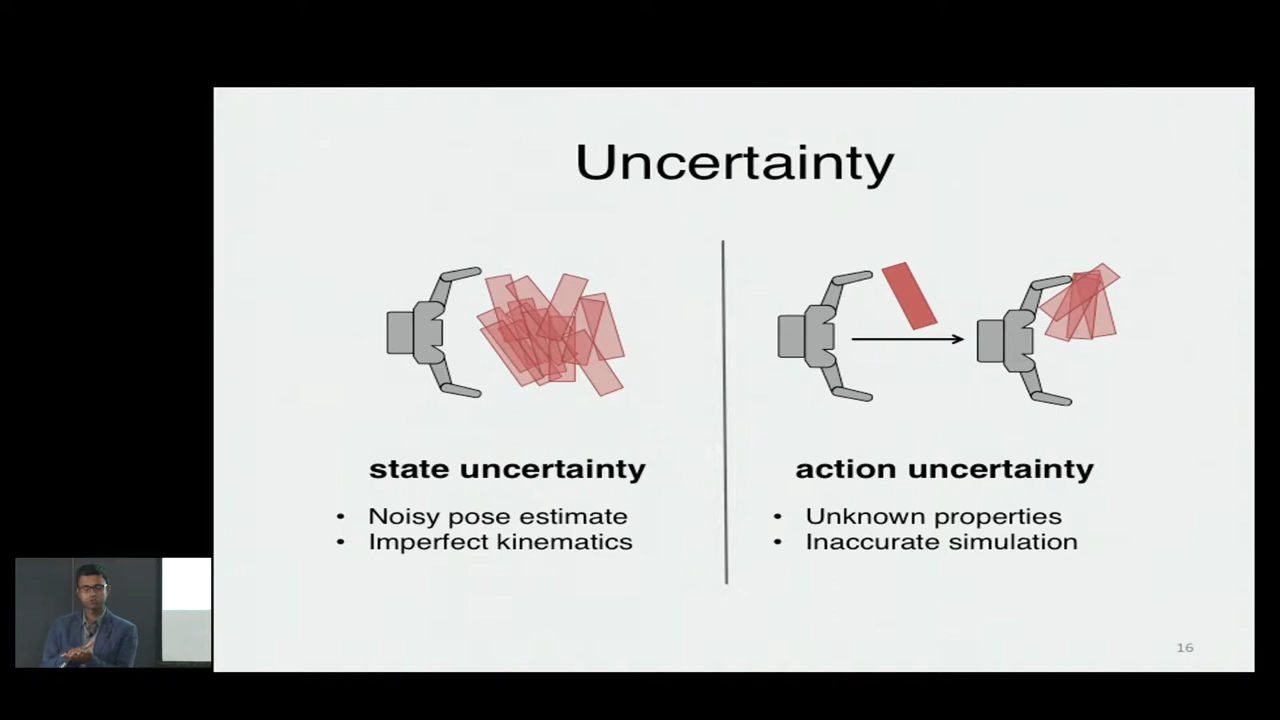 Uncertainty
state uncertainty
• Noisy pose estimate
• Imperfect kinematics
action uncertainty
• Unknown properties
• Inaccurate simulation
16